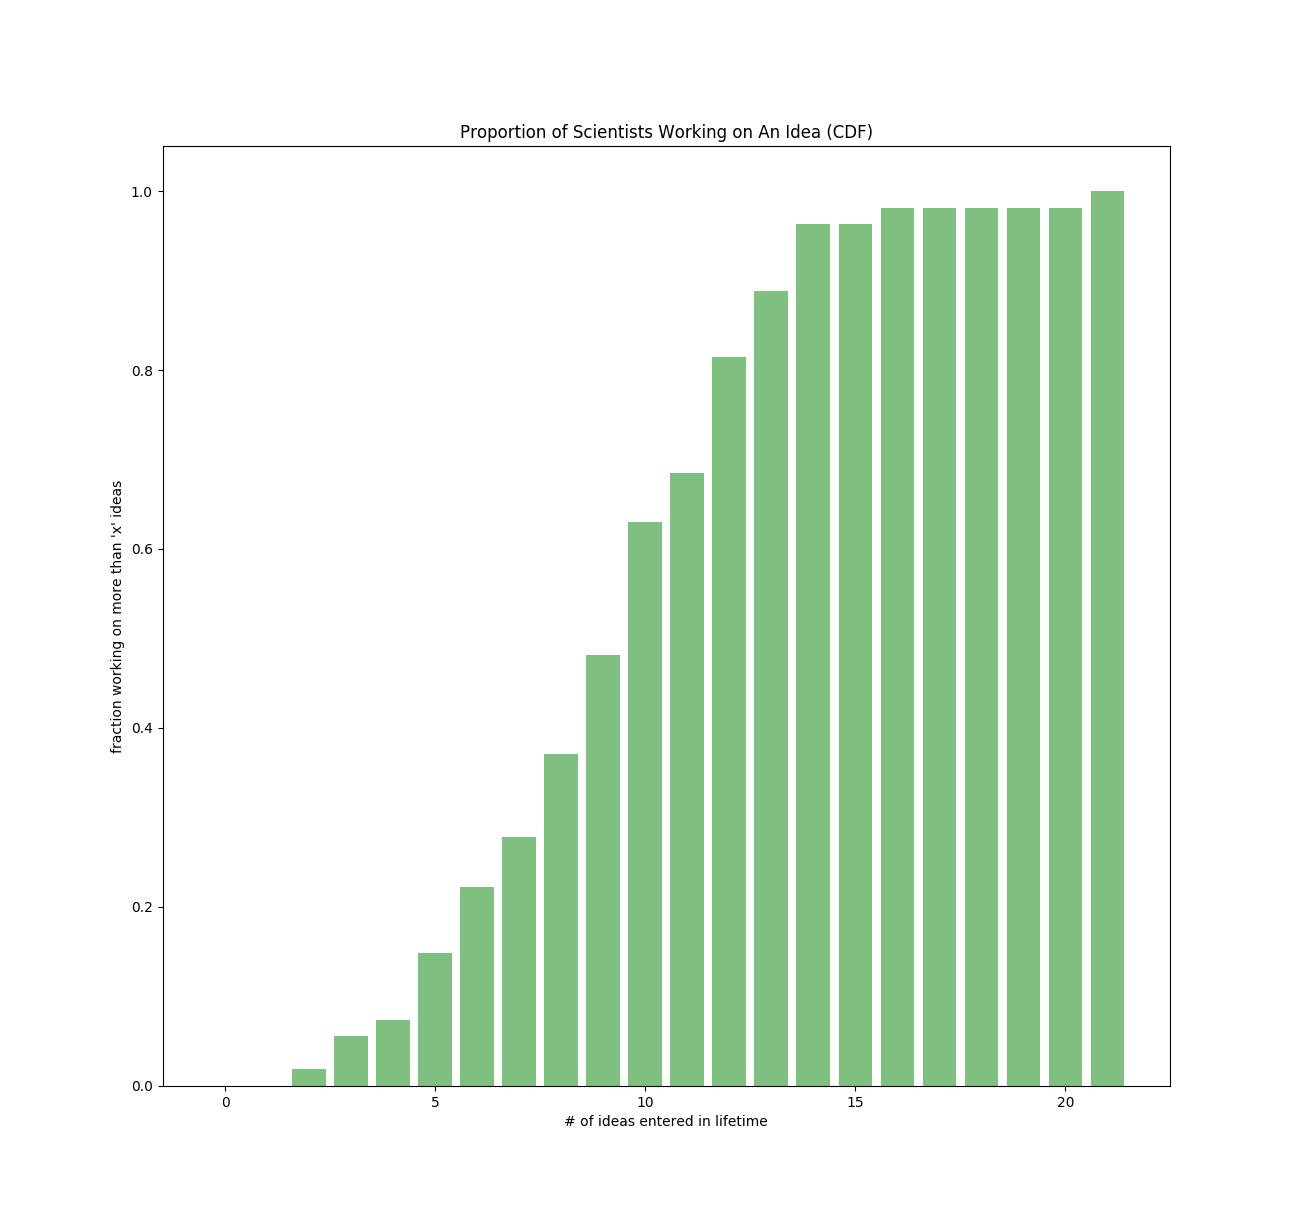 Proportion of Scientists Working on An Idea (CDF)
1.0
0.8
0.6
0.4
0.2
0.0
fraction working on more than 'x' ideas
0 5 10 15 20
# of ideas entered in lifetime